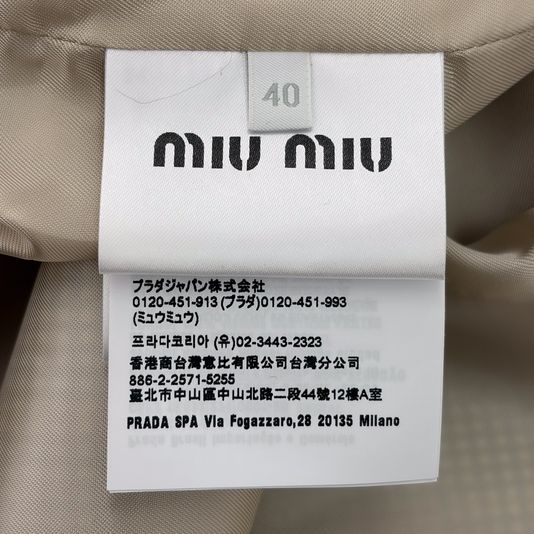 40
miu miu
プラダジャパン株式会社
0120-451-913 (プラダ)0120-451-993
(ミュウミュウ)
프라다코리아 (유)02-3443-2323
香港商台灣意比有限公司台灣分公司
886-2-2571-5255
臺北市中山區中山北路二段44號12樓A室
PRADA SPA Via Fogazzaro,28 20135 Milano